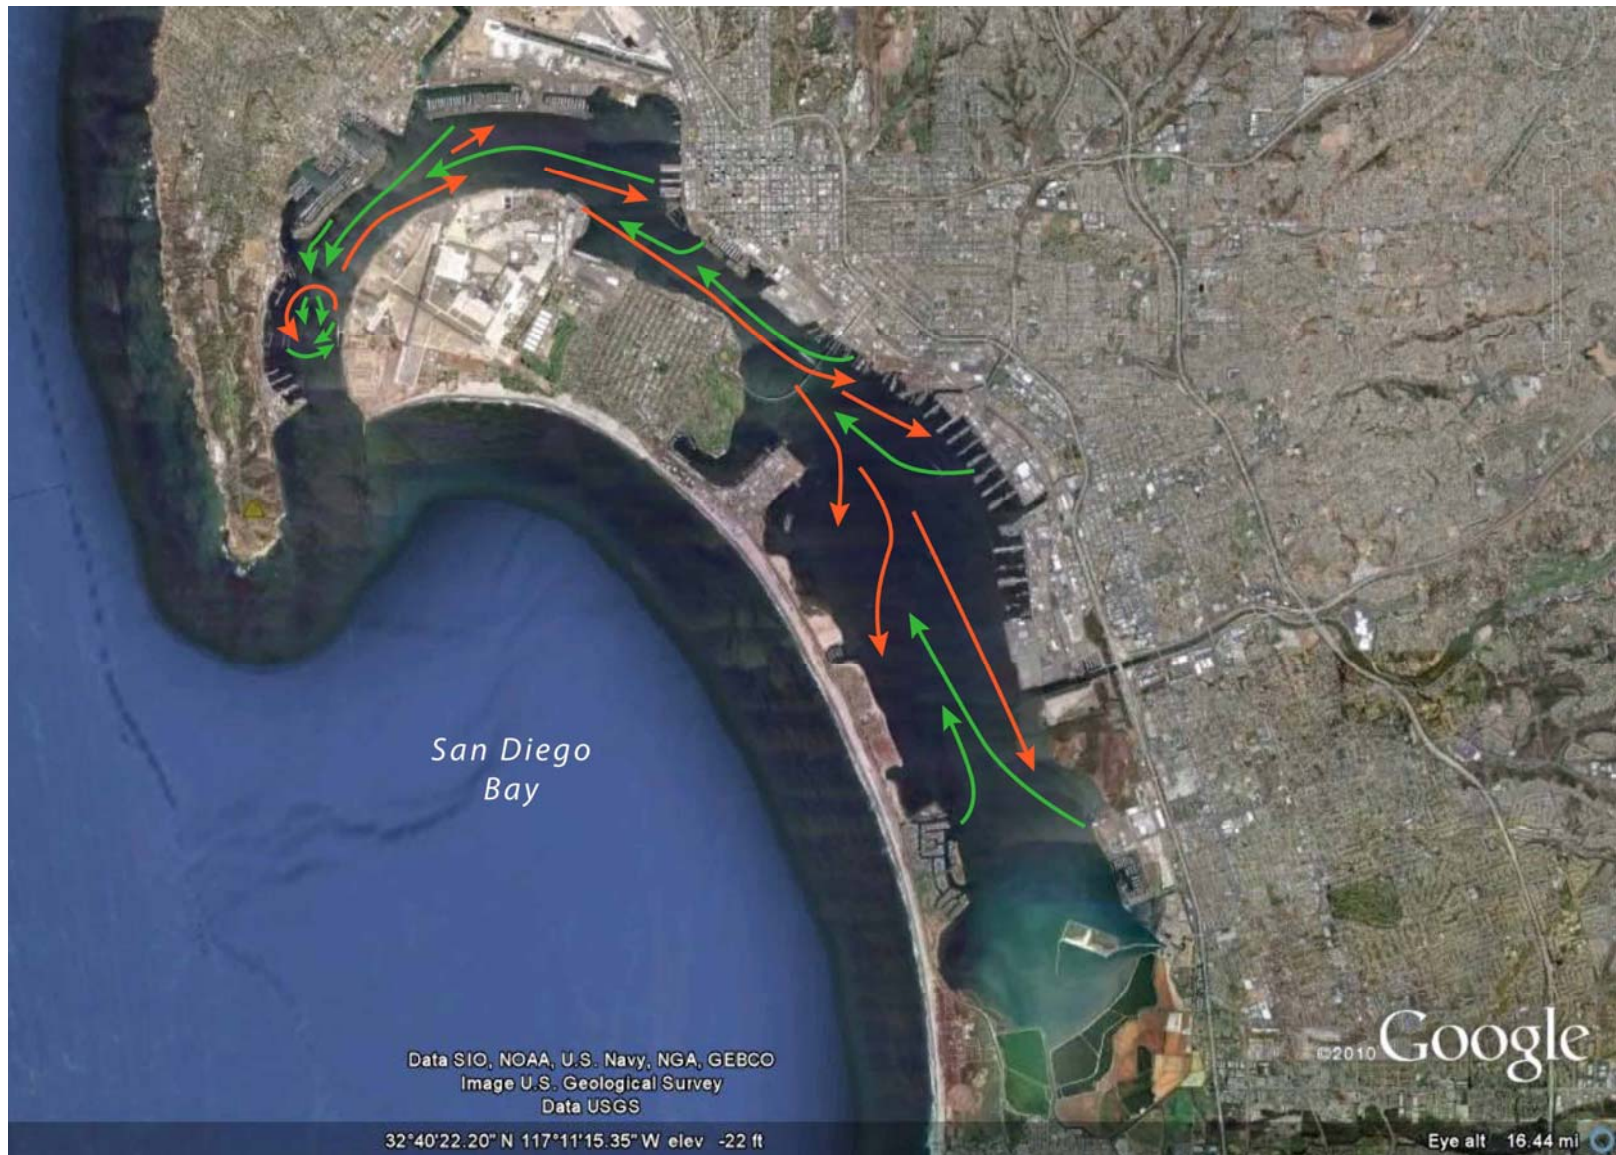 San Diego
Bay
Data SIO, NOAA, U.S. Navy, NGA, GEBCO
Image U.S. Geological Survey
Data USGS
©2010 Google
32°40'22.20" N 117°11'15.35" W elev -22 ft
Eye alt 16.44 mi